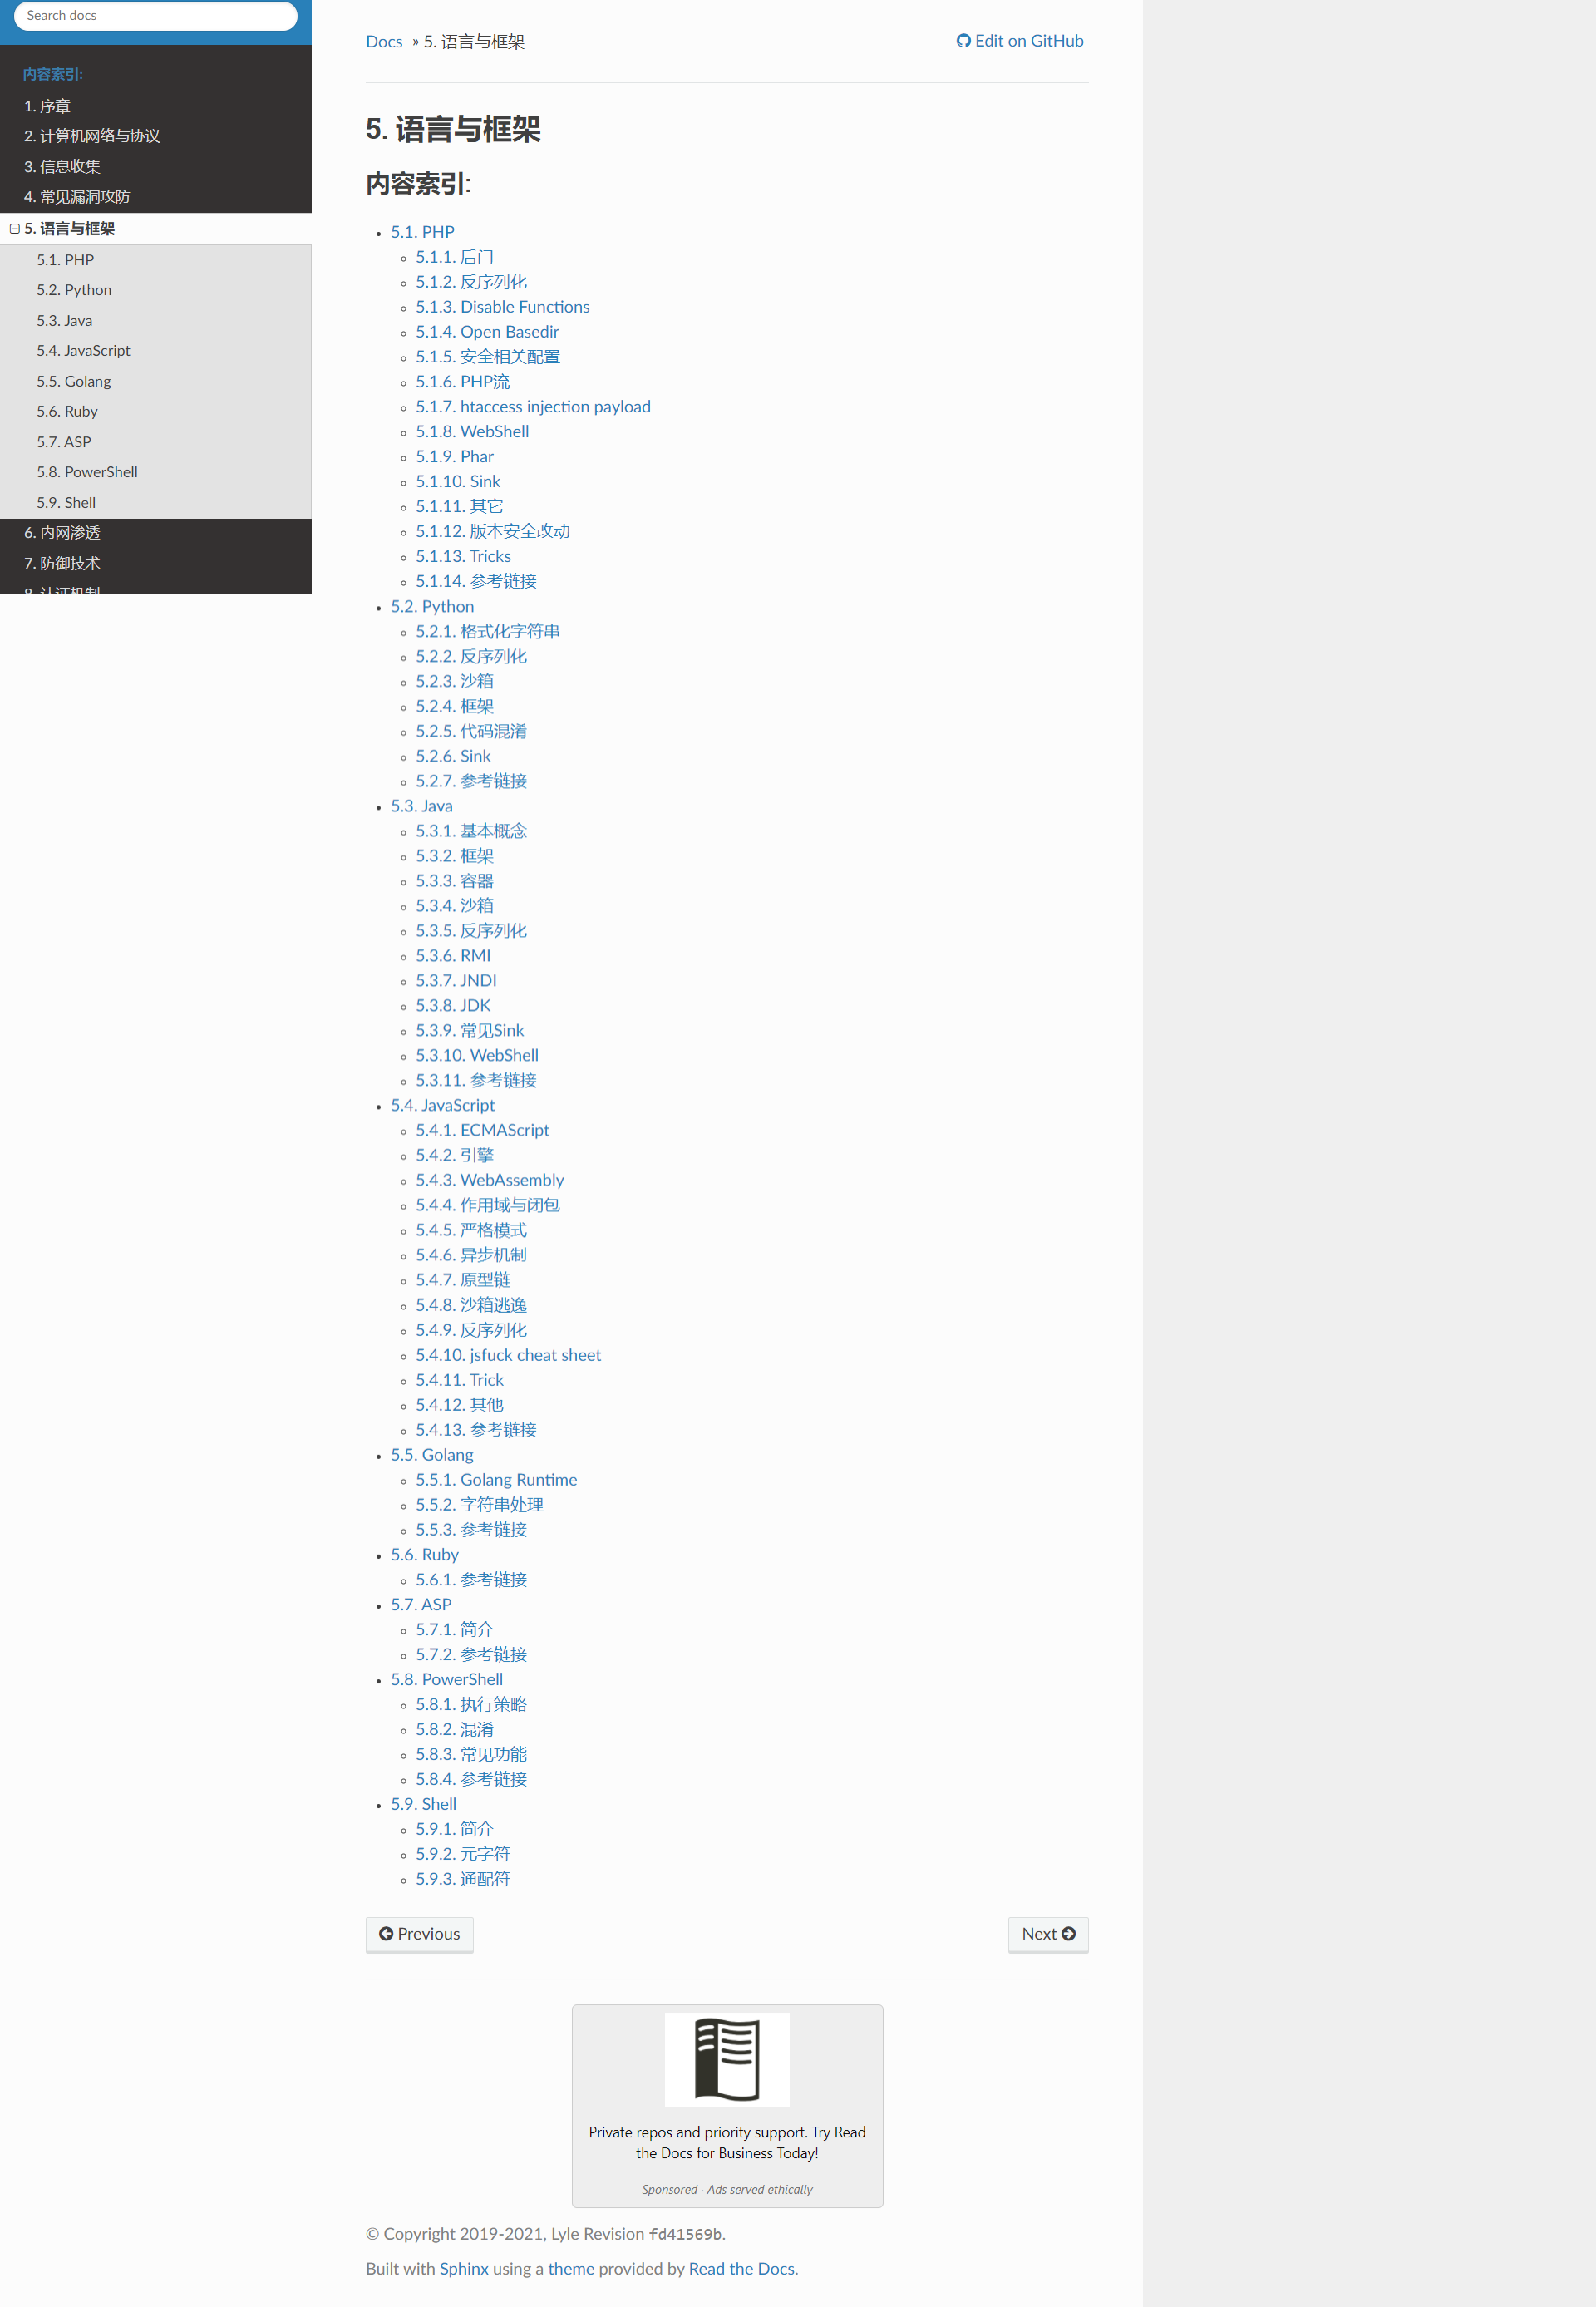 Search docs
内容索引:
1. 序章
2. 计算机网络与协议
3. 信息收集
4. 常见漏洞攻防
5. 语言与框架
5.1. PHP
5.2. Python
5.3. Java
5.4. JavaScript
5.5. Golang
5.6. Ruby
5.7. ASP
5.8. PowerShell
5.9. Shell
6. 内网渗透
7. 防御技术
8. 认证机制
Docs » 5. 语言与框架
Edit on GitHub
5. 语言与框架
内容索引:
5.1. PHP
5.1.1. 后门
5.1.2. 反序列化
5.1.3. Disable Functions
5.1.4. Open Basedir
5.1.5. 安全相关配置
5.1.6. PHP流
5.1.7. htaccess injection payload
5.1.8. WebShell
5.1.9. Phar
5.1.10. Sink
5.1.11. 其它
5.1.12. 版本安全改动
5.1.13. Tricks
5.1.14. 参考链接
5.2. Python
5.2.1. 格式化字符串
5.2.2. 反序列化
5.2.3. 沙箱
5.2.4. 框架
5.2.5. 代码混淆
5.2.6. Sink
5.2.7. 参考链接
5.3. Java
5.3.1. 基本概念
5.3.2. 框架
5.3.3. 容器
5.3.4. 沙箱
5.3.5. 反序列化
5.3.6. RMI
5.3.7. JNDI
5.3.8. JDK
5.3.9. 常见Sink
5.3.10. WebShell
5.3.11. 参考链接
5.4. JavaScript
5.4.1. ECMAScript
5.4.2. 引擎
5.4.3. WebAssembly
5.4.4. 作用域与闭包
5.4.5. 严格模式
5.4.6. 异步机制
5.4.7. 原型链
5.4.8. 沙箱逃逸
5.4.9. 反序列化
5.4.10. jsfuck cheat sheet
5.4.11. Trick
5.4.12. 其他
5.4.13. 参考链接
5.5. Golang
5.5.1. Golang Runtime
5.5.2. 字符串处理
5.5.3. 参考链接
5.6. Ruby
5.6.1. 参考链接
5.7. ASP
5.7.1. 简介
5.7.2. 参考链接
5.8. PowerShell
5.8.1. 执行策略
5.8.2. 混淆
5.8.3. 常见功能
5.8.4. 参考链接
5.9. Shell
5.9.1. 简介
5.9.2. 元字符
5.9.3. 通配符
Previous
Next
Private repos and priority support. Try Read
the Docs for Business Today!
Sponsored · Ads served ethically
© Copyright 2019-2021, Lyle Revision fd41569b.
Built with Sphinx using a theme provided by Read the Docs.